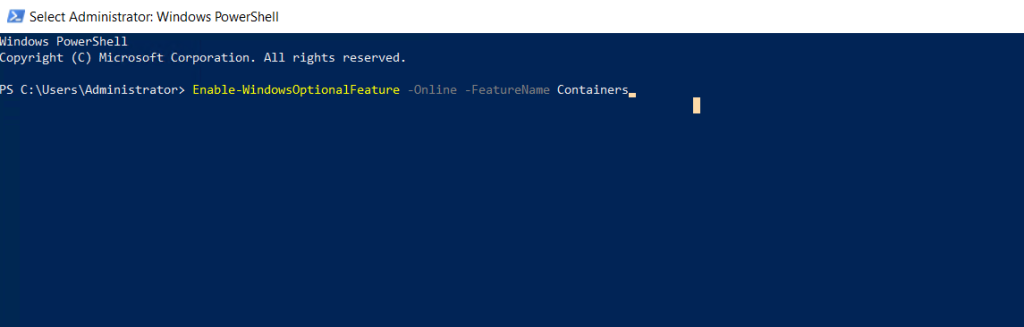 Select Administrator: Windows PowerShell
Windows PowerShell
Copyright (C) Microsoft Corporation. All rights reserved.
PS C:\Users\Administrator> Enable-WindowsOptionalFeature -Online -FeatureName Containers